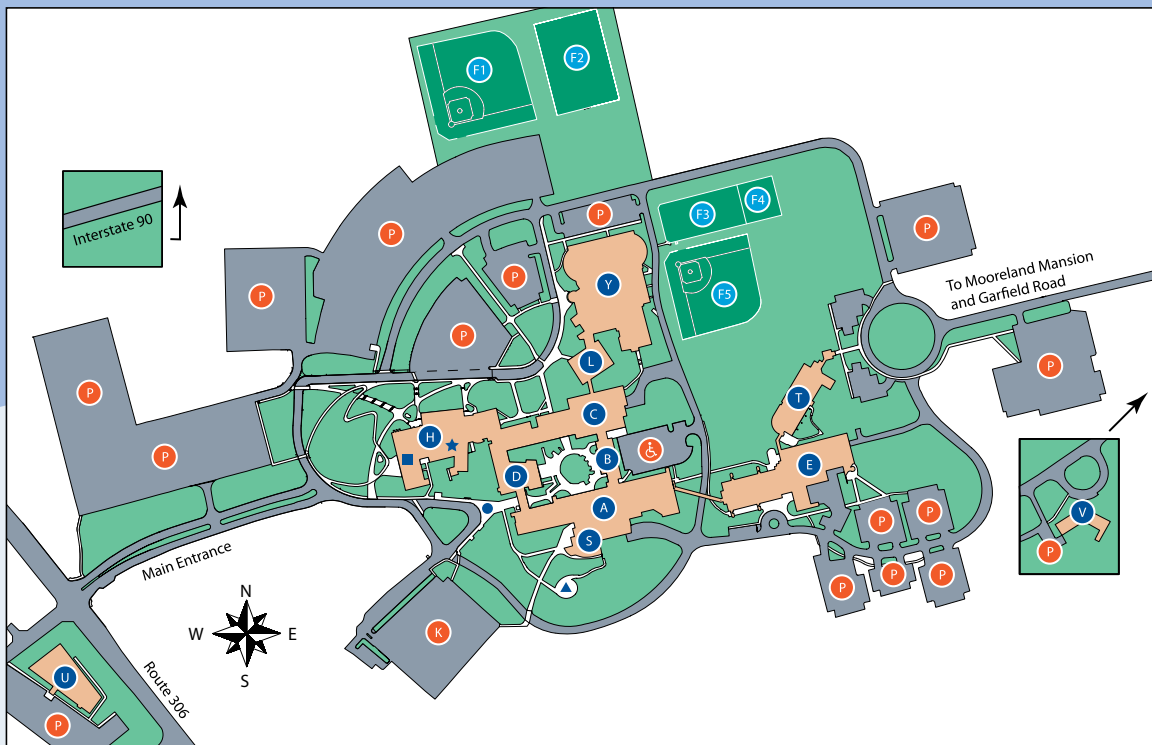 F1
F2
Interstate 90
P
P
F3
F4
P
P
Y
To Mooreland Mansion
and Garfield Road
P
P
F5
P
L
P
P
T
C
H
P
B
E
D
A
P
P
V
S
P
Main Entrance
P
P
P
N
W
E
S
K
U
Route 306
P